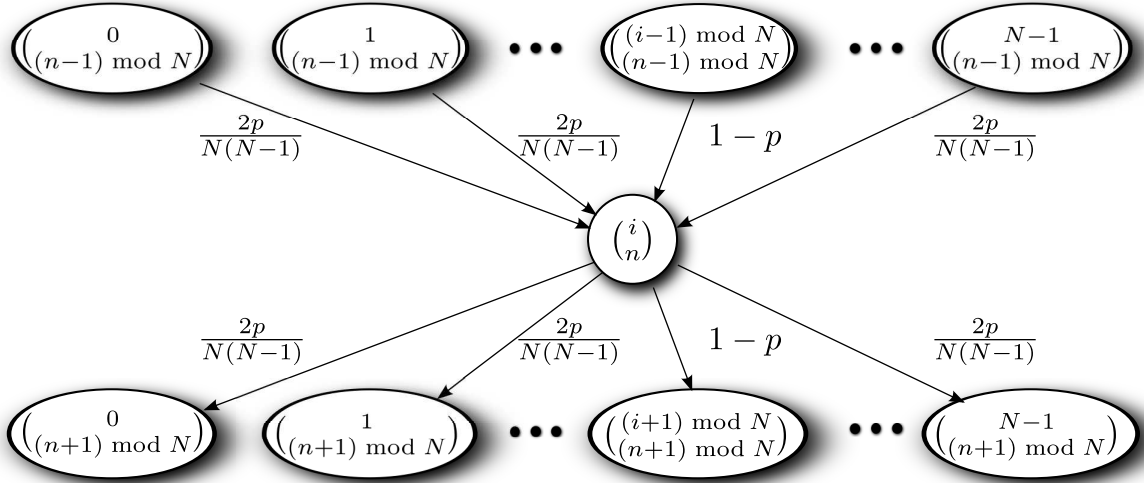 0 1 ••• (i−1) mod N ••• N−1
((n−1) mod N) ((n−1) mod N) ((n−1) mod N) ((n−1) mod N)
2p/N(N−1) 2p/N(N−1) 1 − p 2p/N(N−1)
(i
n)
2p/N(N−1) 2p/N(N−1) 1 − p 2p/N(N−1)
0 1 ••• (i+1) mod N ••• N−1
((n+1) mod N) ((n+1) mod N) ((n+1) mod N) ((n+1) mod N)